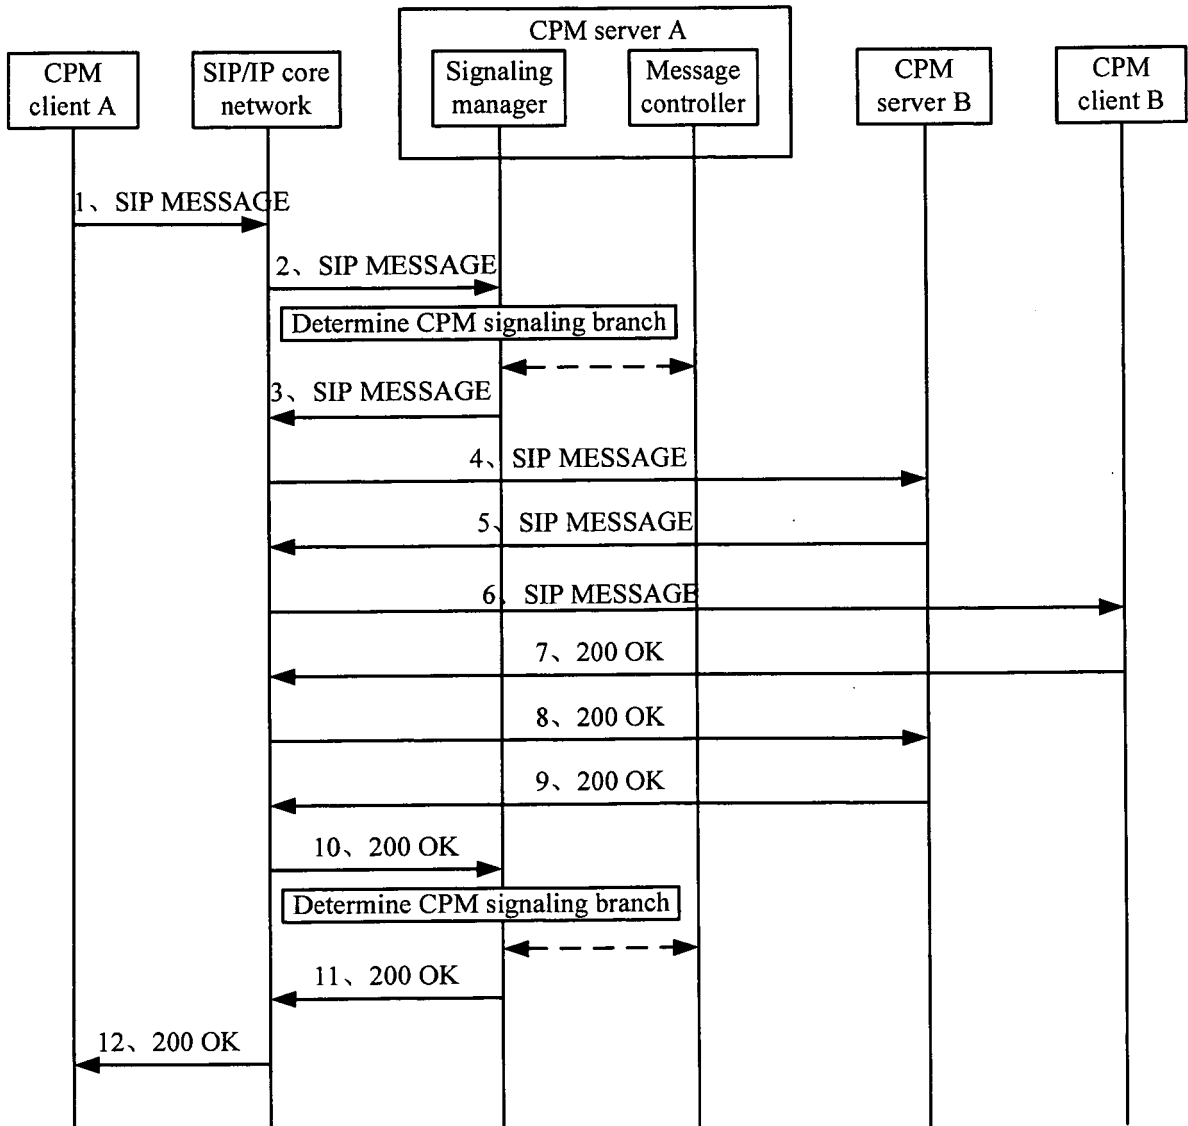 CPM server A
CPM
client A
SIP/IP core
network
Signaling
manager
Message
controller
CPM
server B
CPM
client B
1、SIP MESSAGE
2、SIP MESSAGE
Determine CPM signaling branch
3、SIP MESSAGE
4、SIP MESSAGE
5、SIP MESSAGE
6、SIP MESSAGE
7、200 OK
8、200 OK
9、200 OK
10、200 OK
Determine CPM signaling branch
11、200 OK
12、200 OK